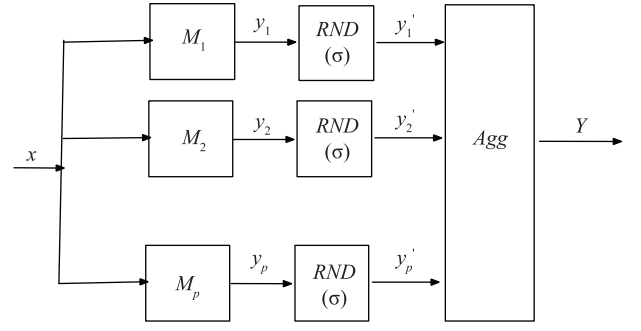 M₁ y₁ RND (σ) y₁'
M₂ y₂ RND (σ) y₂' Agg Y
x
Mₚ yₚ RND (σ) yₚ'